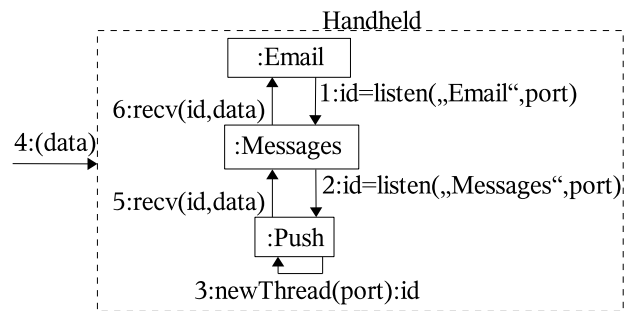 Handheld
:Email
1:id=listen(„Email“,port)
6:recv(id,data)
4:(data)
:Messages
2:id=listen(„Messages“,port)
5:recv(id,data)
:Push
3:newThread(port):id